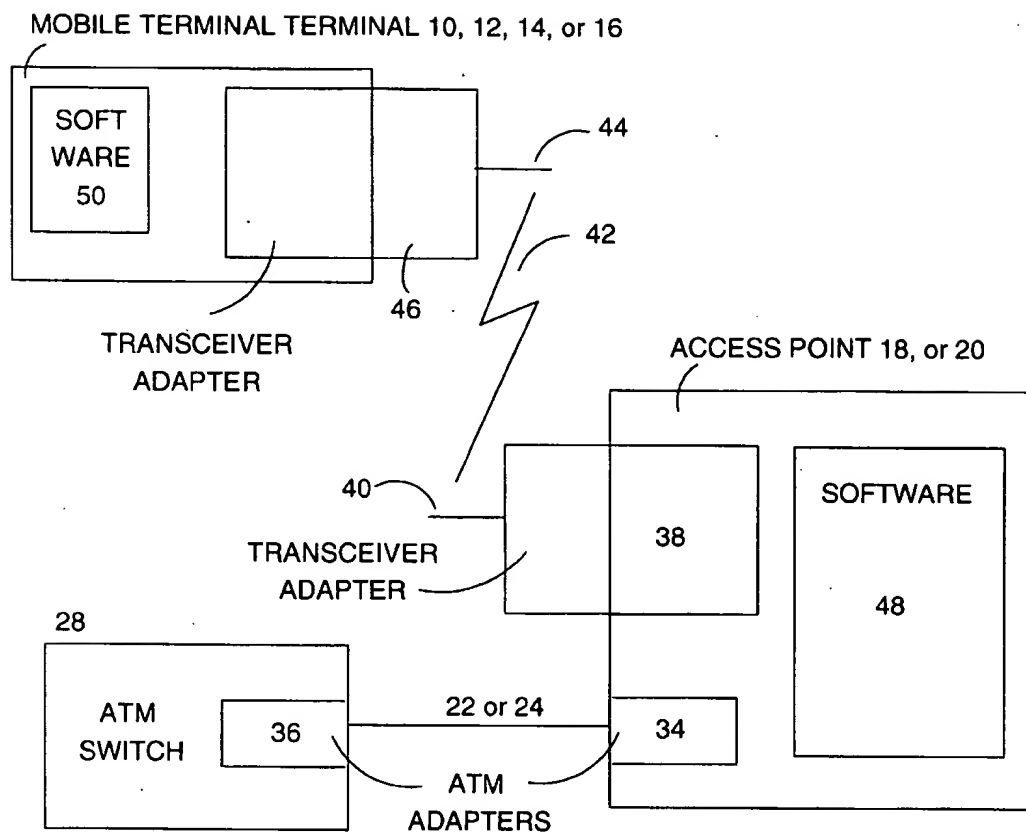 MOBILE TERMINAL TERMINAL 10, 12, 14, or 16
SOFT
WARE
50
44
42
46
TRANSCEIVER
ADAPTER
ACCESS POINT 18, or 20
40
TRANSCEIVER
ADAPTER
38
SOFTWARE
48
28
ATM
SWITCH
36
22 or 24
34
ATM
ADAPTERS